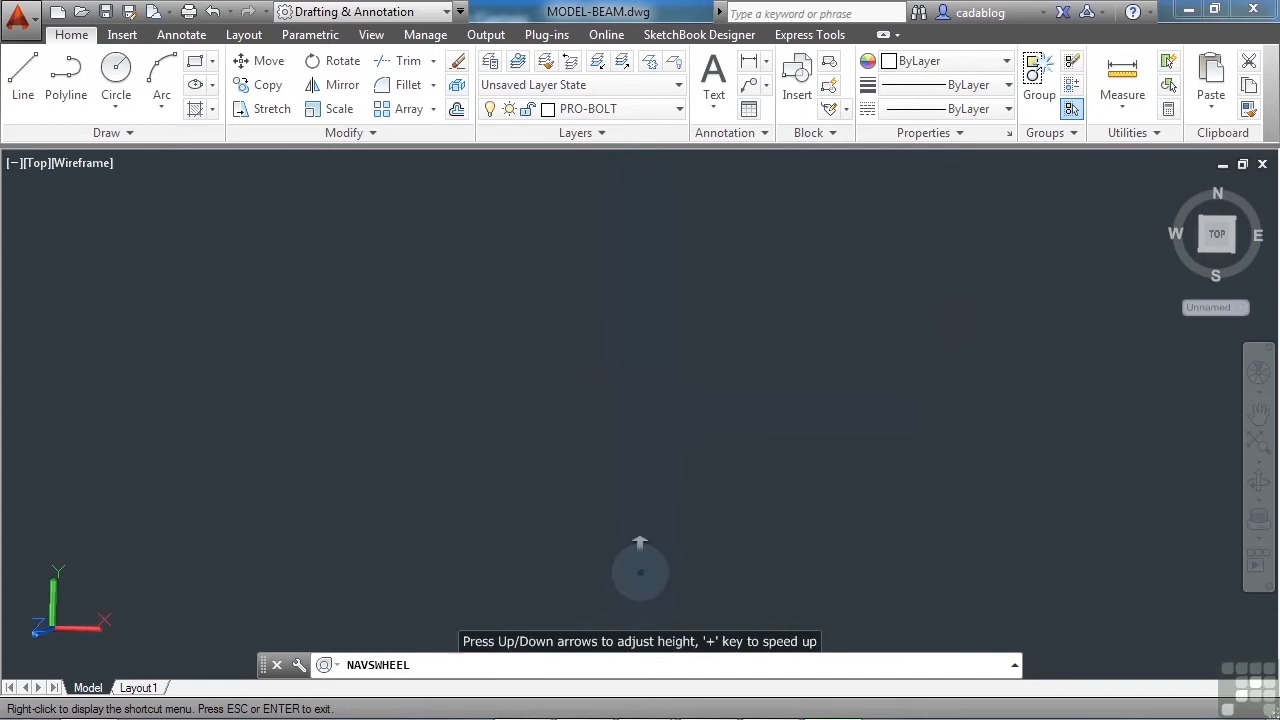 Drafting & Annotation
MODEL-BEAM.dwg
Type a keyword or phrase
cadablog
Home Insert Annotate Layout Parametric View Manage Output Plug-ins Online SketchBook Designer Express Tools
Line Polyline Circle Arc
Move Rotate Trim
Copy Mirror Fillet
Stretch Scale Array
Unsaved Layer State
PRO-BOLT
Text
Insert
ByLayer
ByLayer
ByLayer
Group
Measure
Paste
Draw Modify Layers Annotation Block Properties Groups Utilities Clipboard
[−][Top][Wireframe]
N
W TOP E
S
Unnamed
Y
Z X
Press Up/Down arrows to adjust height, '+' key to speed up
NAVSWHEEL
Model Layout1
Right-click to display the shortcut menu. Press ESC or ENTER to exit.